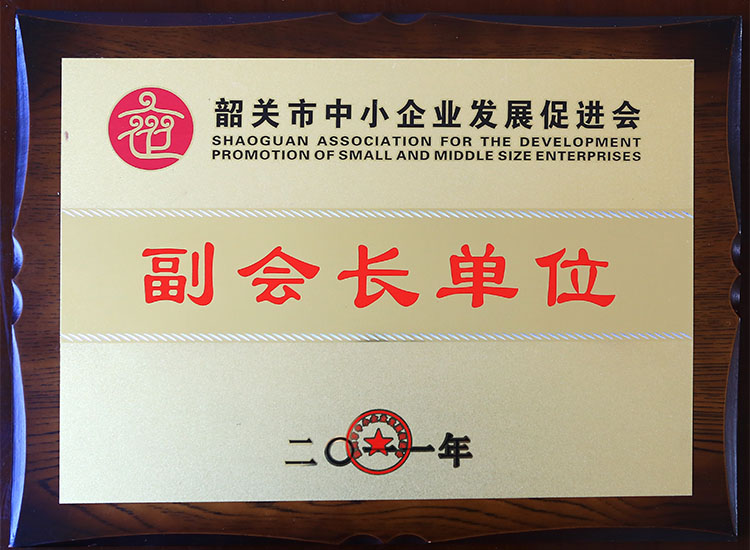 韶关市中小企业发展促进会
SHAOGUAN ASSOCIATION FOR THE DEVELOPMENT
PROMOTION OF SMALL AND MIDDLE SIZE ENTERPRISES
副会长单位
二〇一一年